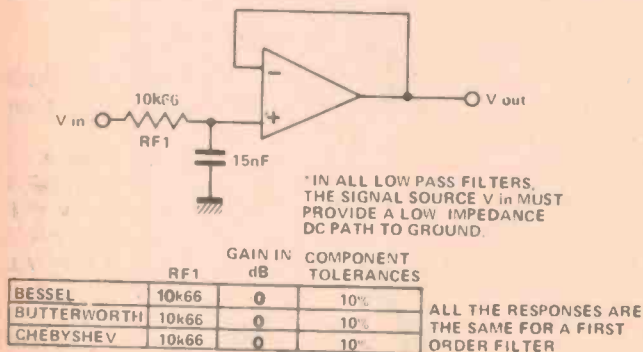 10k66
V in
RF1
−
+
V out
15nF
*IN ALL LOW PASS FILTERS,
THE SIGNAL SOURCE V in MUST
PROVIDE A LOW IMPEDANCE
DC PATH TO GROUND.
RF1 GAIN IN dB COMPONENT TOLERANCES
BESSEL 10k66 0 10%
BUTTERWORTH 10k66 0 10%
CHEBYSHEV 10k66 0 10%
ALL THE RESPONSES ARE
THE SAME FOR A FIRST
ORDER FILTER